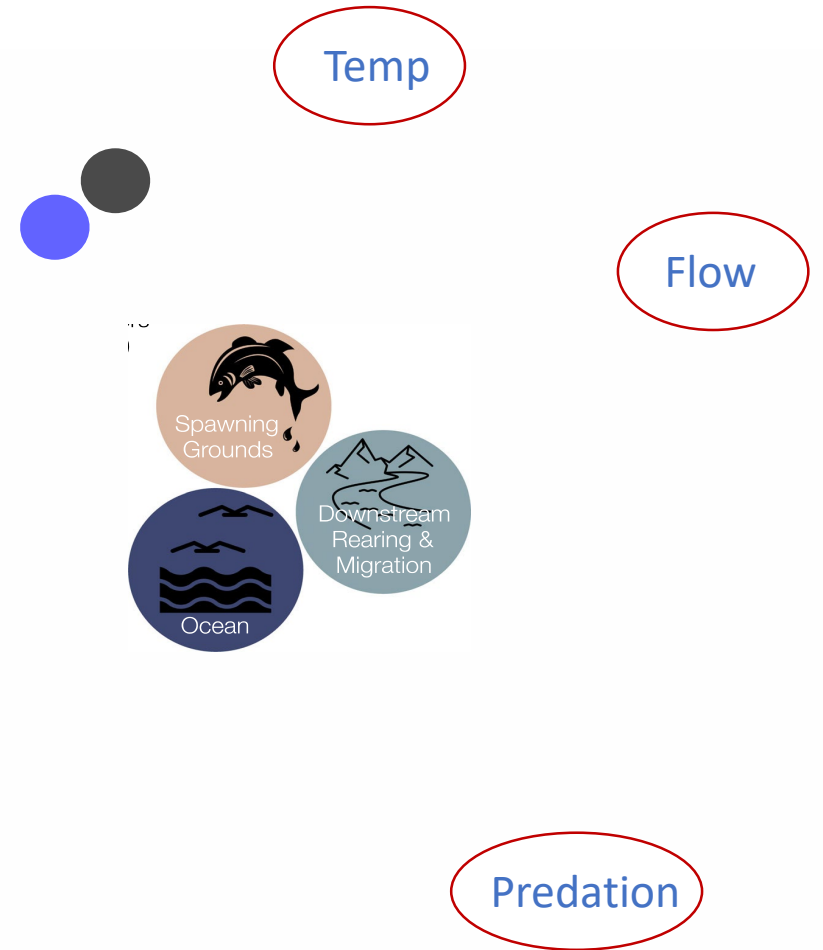 Temp
Flow
Spawning
Grounds
Downstream
Rearing &
Migration
Ocean
Predation